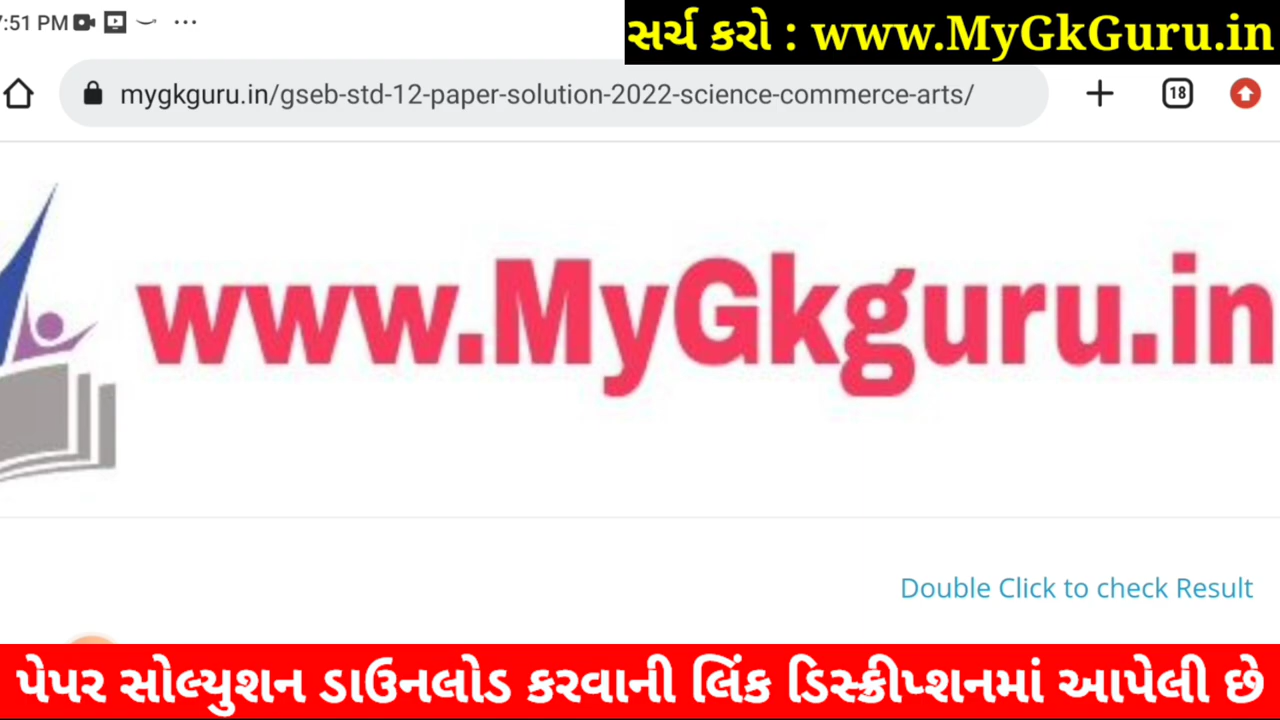 :51 PM ...
સર્ચ કરો : www.MyGkGuru.in
mygkguru.in/gseb-std-12-paper-solution-2022-science-commerce-arts/
18
www.MyGkguru.in
Double Click to check Result
પેપર સોલ્યુશન ડાઉનલોડ કરવાની લિંક ડિસ્ક્રીપ્શનમાં આપેલી છે